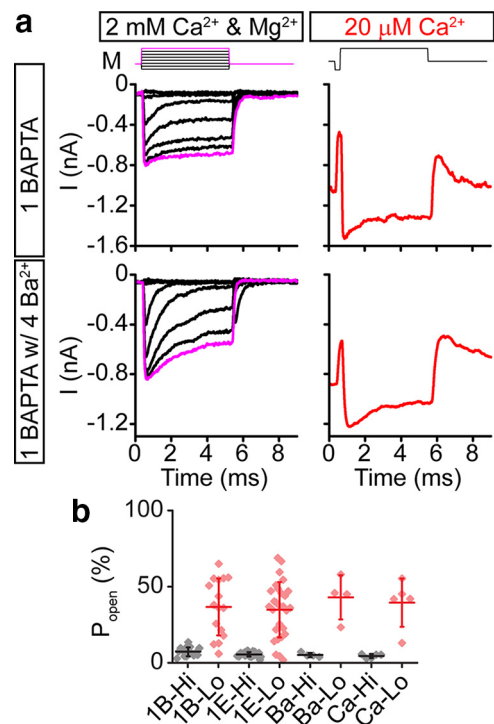 a
2 mM Ca²⁺ & Mg²⁺
20 µM Ca²⁺
M
1 BAPTA
I (nA)
0
-0.4
-0.8
-1.2
-1.6
1 BAPTA w/ 4 Ba²⁺
I (nA)
0
-0.4
-0.8
-1.2
0 2 4 6 8
Time (ms)
0 2 4 6 8
Time (ms)
b
P open (%)
100
50
0
1B-Hi
1B-Lo
1E-Hi
1E-Lo
Ba-Hi
Ba-Lo
Ca-Hi
Ca-Lo